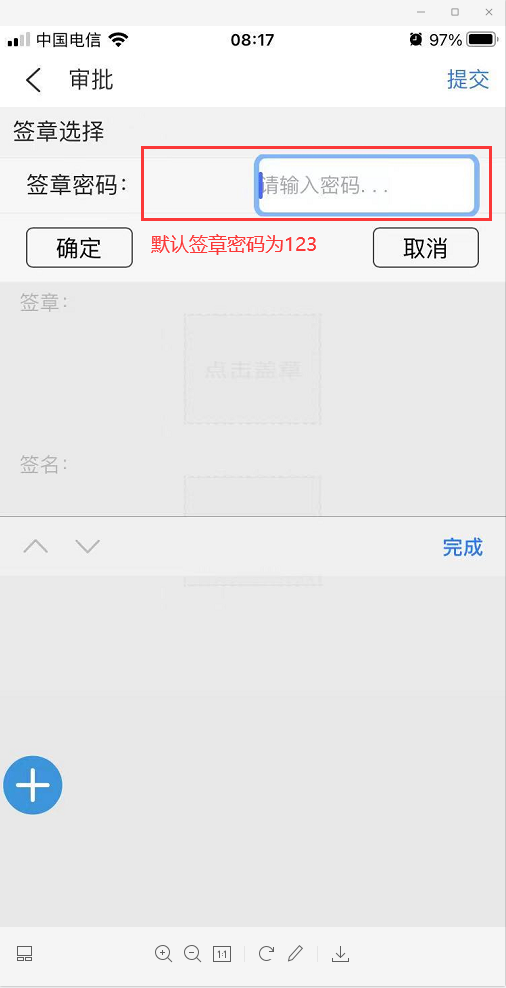 中国电信 08:17 97%
审批 提交
签章选择
签章密码： 请输入密码...
确定 默认签章密码为123 取消
签章：
点击签章
签名：
完成
1:1